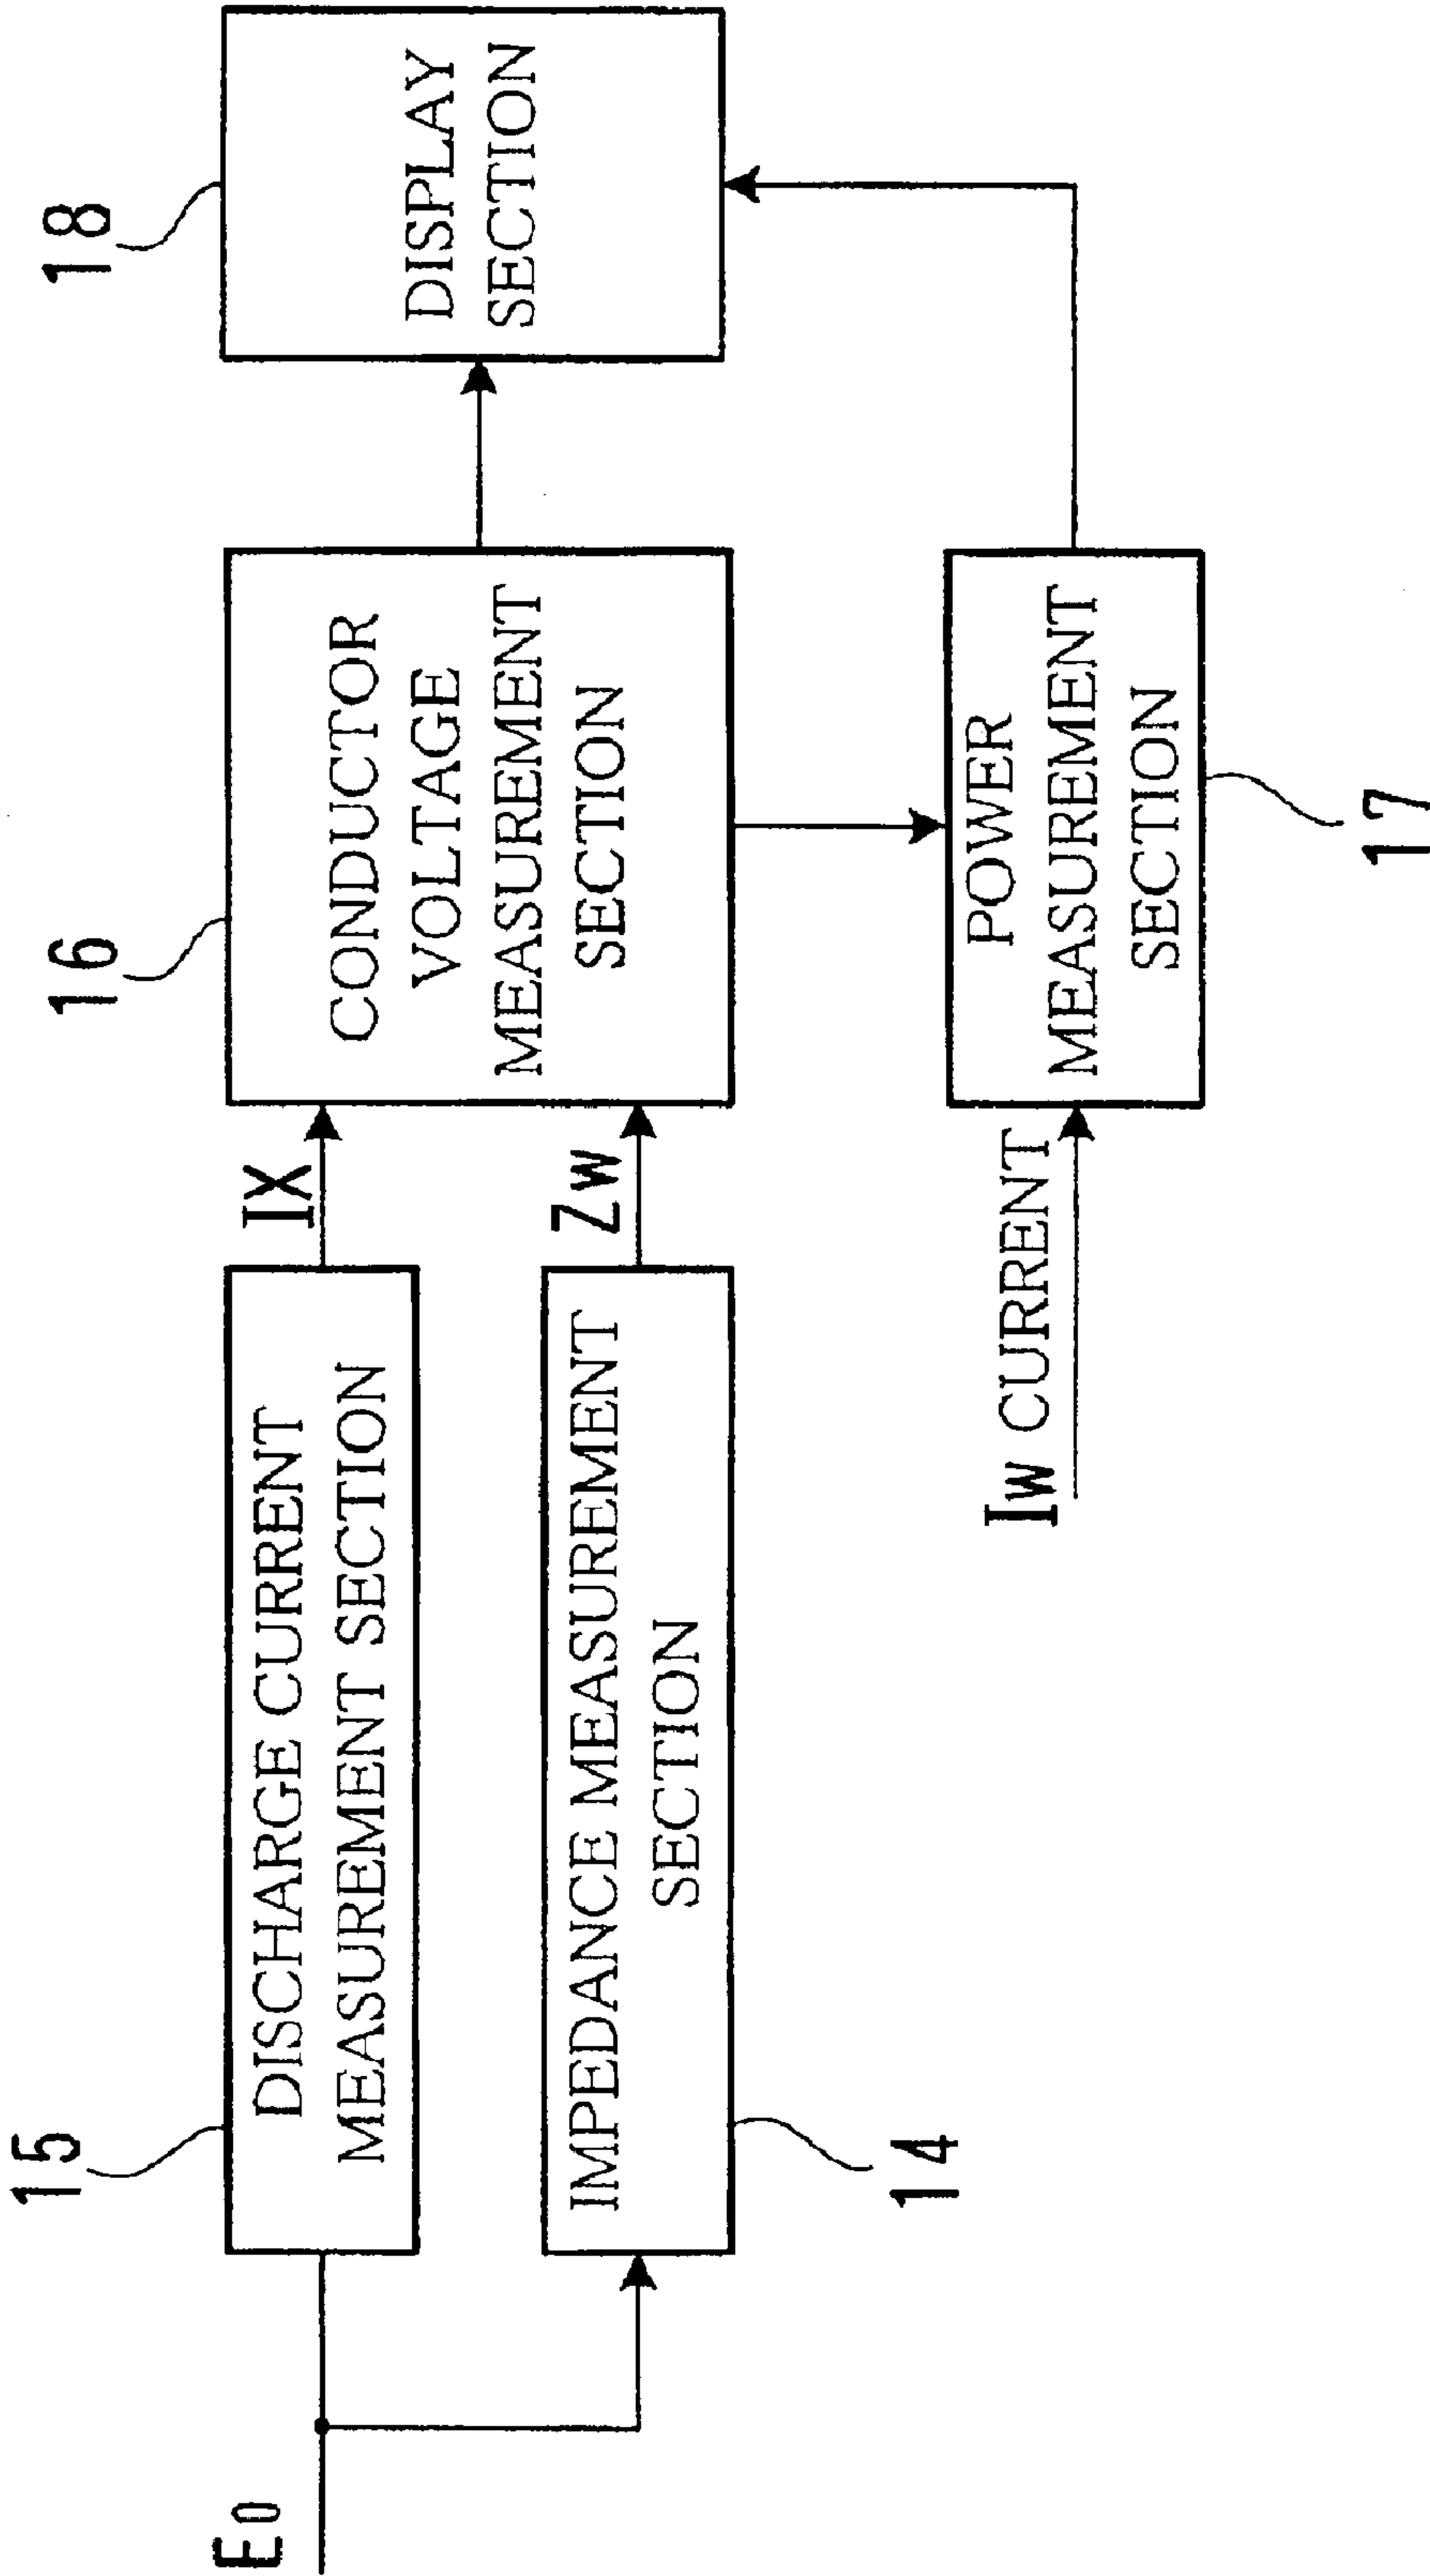 E0
15
DISCHARGE CURRENT
MEASUREMENT SECTION
IX
IMPEDANCE MEASUREMENT
SECTION
14
ZW
16
CONDUCTOR
VOLTAGE
MEASUREMENT
SECTION
18
DISPLAY
SECTION
IW CURRENT
POWER
MEASUREMENT
SECTION
17